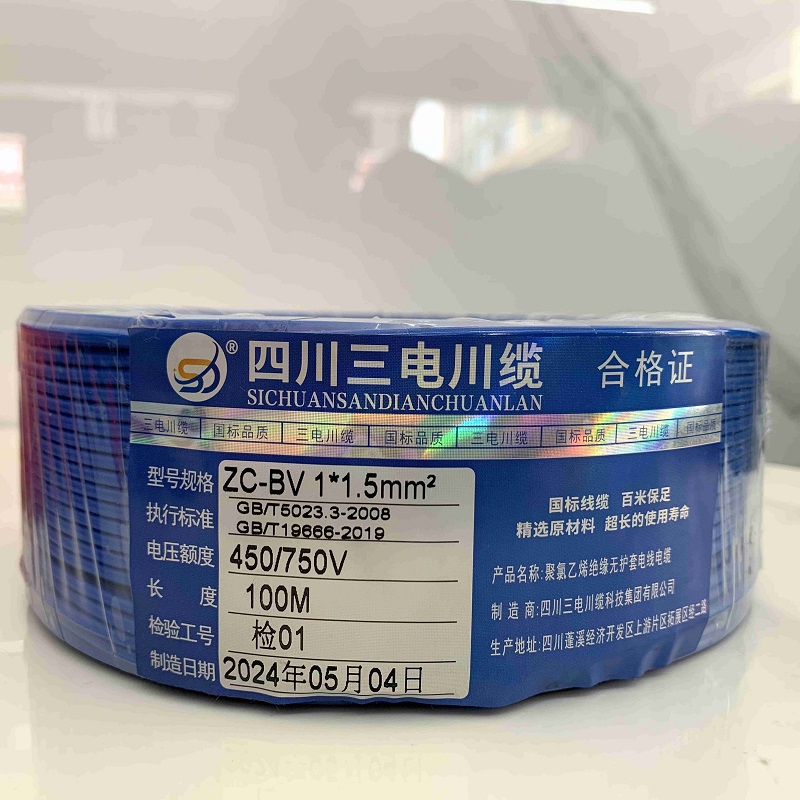 ® 四川三电川缆 合格证
SICHUANSANDIANCHUANLAN
三电川缆 国标品质 三电川缆 国标品质 三电川缆 国标品质 三电川缆 国标品质
型号规格 ZC-BV 1*1.5mm²
执行标准 GB/T5023.3-2008
GB/T19666-2019
电压额度 450/750V
长 度 100M
检验工号 检01
制造日期 2024年05月04日
国标线缆 百米保足
精选原材料 超长的使用寿命
产品名称:聚氯乙烯绝缘无护套电线电缆
制 造 商:四川三电川缆科技集团有限公司
生产地址:四川蓬溪经济开发区上游片区拓展区经二路